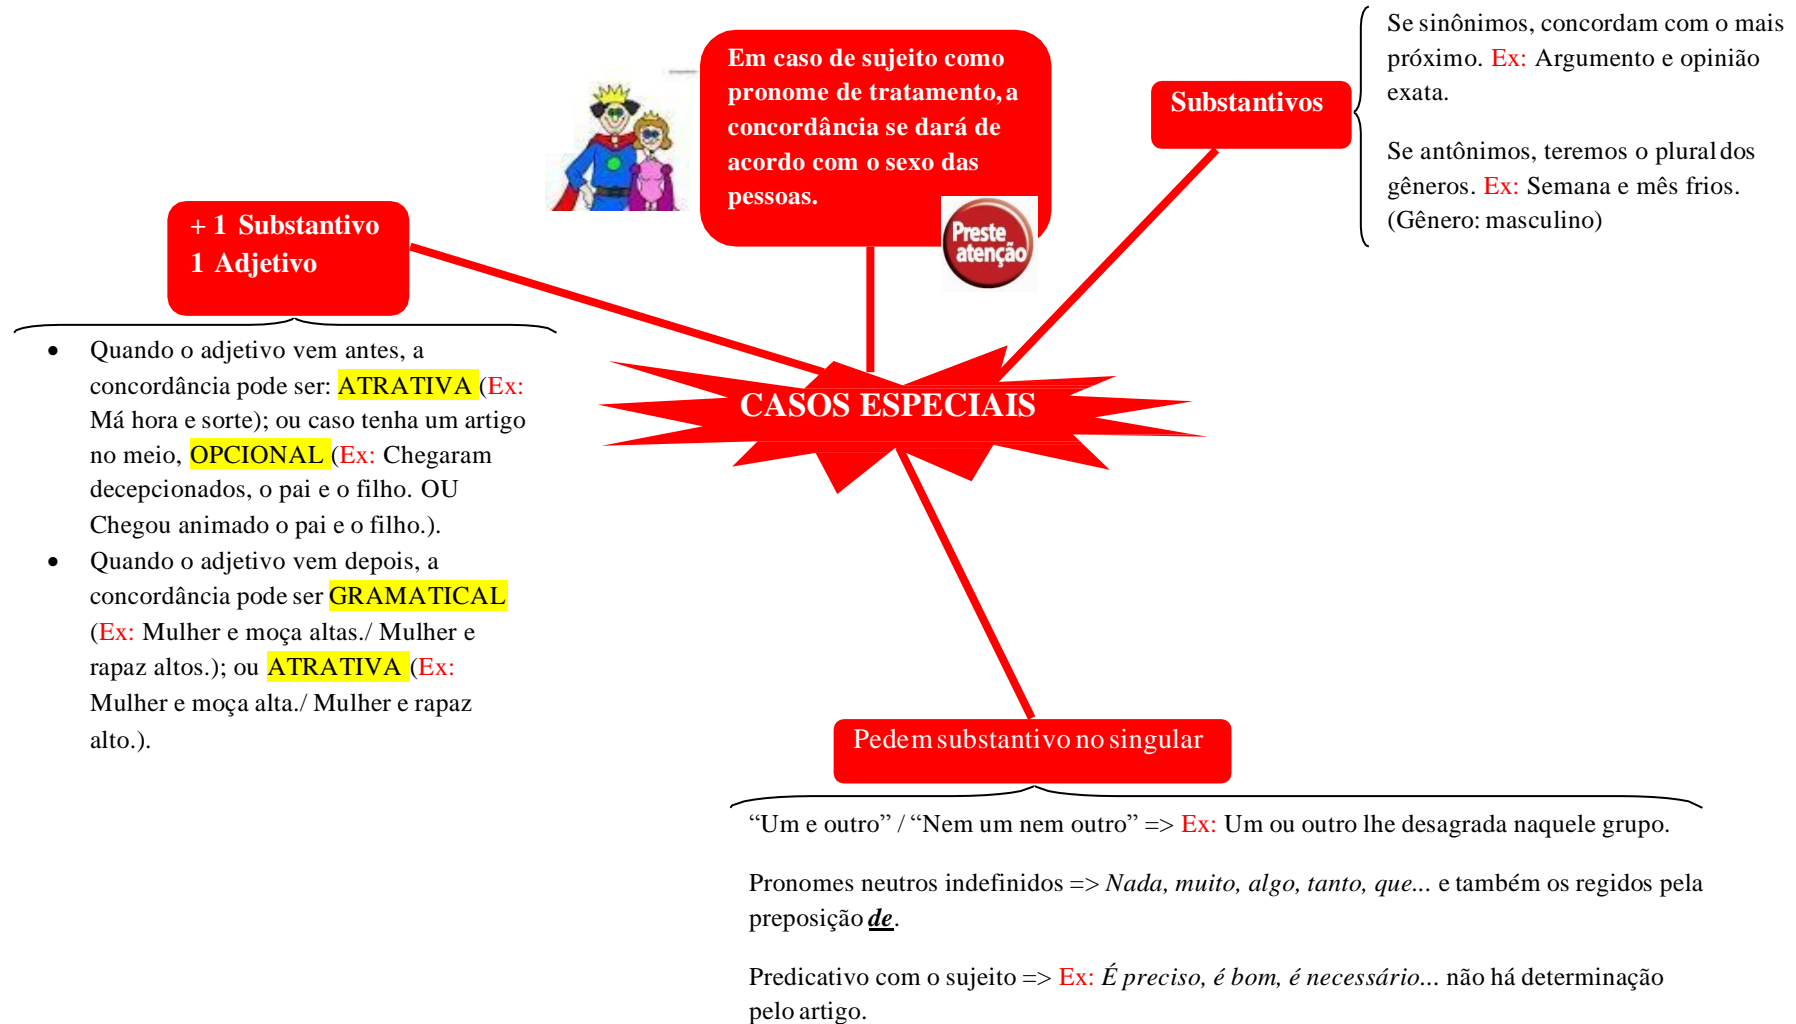 Em caso de sujeito como
pronome de tratamento, a
concordância se dará de
acordo com o sexo das
pessoas.
Preste
atenção
Substantivos
Se sinônimos, concordam com o mais
próximo. Ex: Argumento e opinião
exata.
Se antônimos, teremos o plural dos
gêneros. Ex: Semana e mês frios.
(Gênero: masculino)
+ 1 Substantivo
1 Adjetivo
• Quando o adjetivo vem antes, a
concordância pode ser: ATRATIVA (Ex:
Má hora e sorte); ou caso tenha um artigo
no meio, OPCIONAL (Ex: Chegaram
decepcionados, o pai e o filho. OU
Chegou animado o pai e o filho.).
• Quando o adjetivo vem depois, a
concordância pode ser GRAMATICAL
(Ex: Mulher e moça altas./ Mulher e
rapaz altos.); ou ATRATIVA (Ex:
Mulher e moça alta./ Mulher e rapaz
alto.).
CASOS ESPECIAIS
Pedem substantivo no singular
“Um e outro” / “Nem um nem outro” => Ex: Um ou outro lhe desagrada naquele grupo.
Pronomes neutros indefinidos => Nada, muito, algo, tanto, que... e também os regidos pela
preposição de.
Predicativo com o sujeito => Ex: É preciso, é bom, é necessário... não há determinação
pelo artigo.